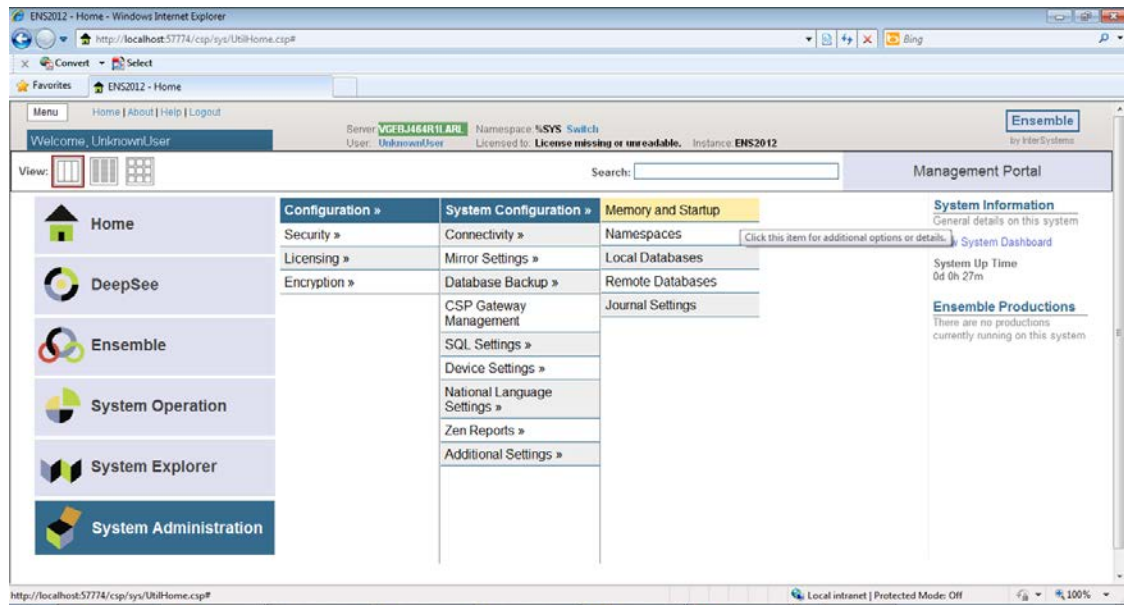 ENS2012 - Home - Windows Internet Explorer
http://localhost:57774/csp/sys/UtilHome.csp#
Bing
Convert Select
Favorites ENS2012 - Home
Menu Home | About | Help | Logout
Welcome, UnknownUser
Server: Namespace: %SYS Switch
User: UnknownUser Licensed to: License missing or unreadable. Instance: ENS2012
Ensemble
by InterSystems
View: Search: Management Portal
Home
DeepSee
Ensemble
System Operation
System Explorer
System Administration
Configuration »
Security »
Licensing »
Encryption »
System Configuration »
Connectivity »
Mirror Settings »
Database Backup »
CSP Gateway
Management
SQL Settings »
Device Settings »
National Language
Settings »
Zen Reports »
Additional Settings »
Memory and Startup
Namespaces
Local Databases
Remote Databases
Journal Settings
Click this item for additional options or details.
System Information
General details on this system
System Dashboard
System Up Time
0d 0h 27m
Ensemble Productions
There are no productions
currently running on this system
http://localhost:57774/csp/sys/UtilHome.csp# Local intranet | Protected Mode: Off 100%